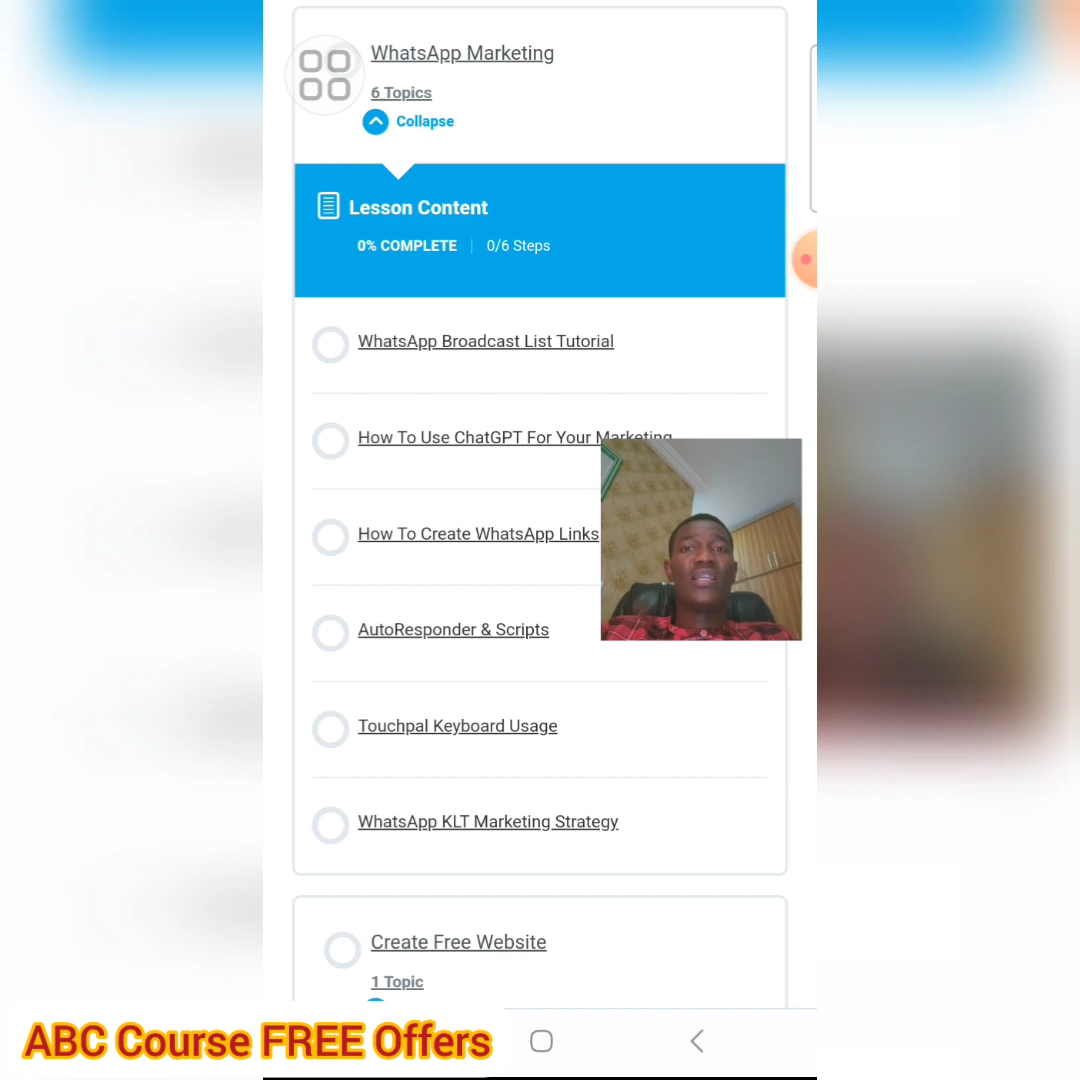 WhatsApp Marketing
6 Topics
Collapse
Lesson Content
0% COMPLETE | 0/6 Steps
WhatsApp Broadcast List Tutorial
How To Use ChatGPT For Your Marketing
How To Create WhatsApp Links
AutoResponder & Scripts
Touchpal Keyboard Usage
WhatsApp KLT Marketing Strategy
Create Free Website
1 Topic
ABC Course FREE Offers